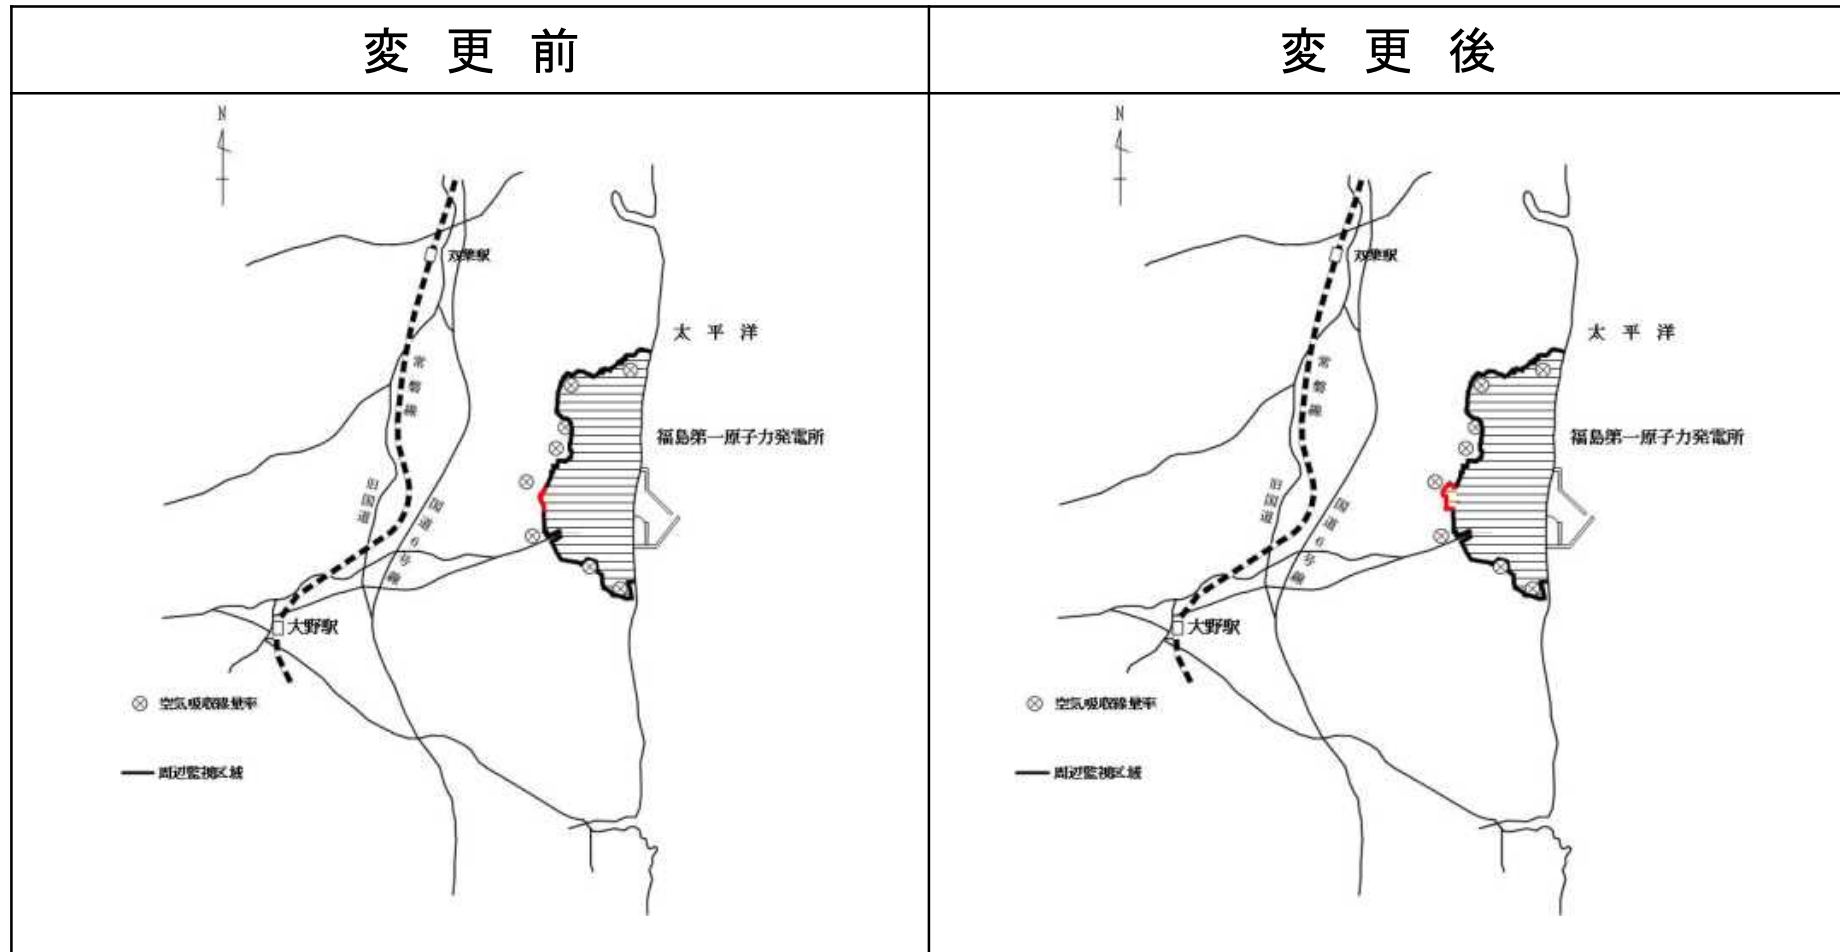 変更前
変更後
N
双葉駅
太平洋
常磐線
福島第一原子力発電所
旧国道
国道6号線
大野駅
空気吸収線量率
周辺監視区域
N
双葉駅
太平洋
常磐線
福島第一原子力発電所
旧国道
国道6号線
大野駅
空気吸収線量率
周辺監視区域